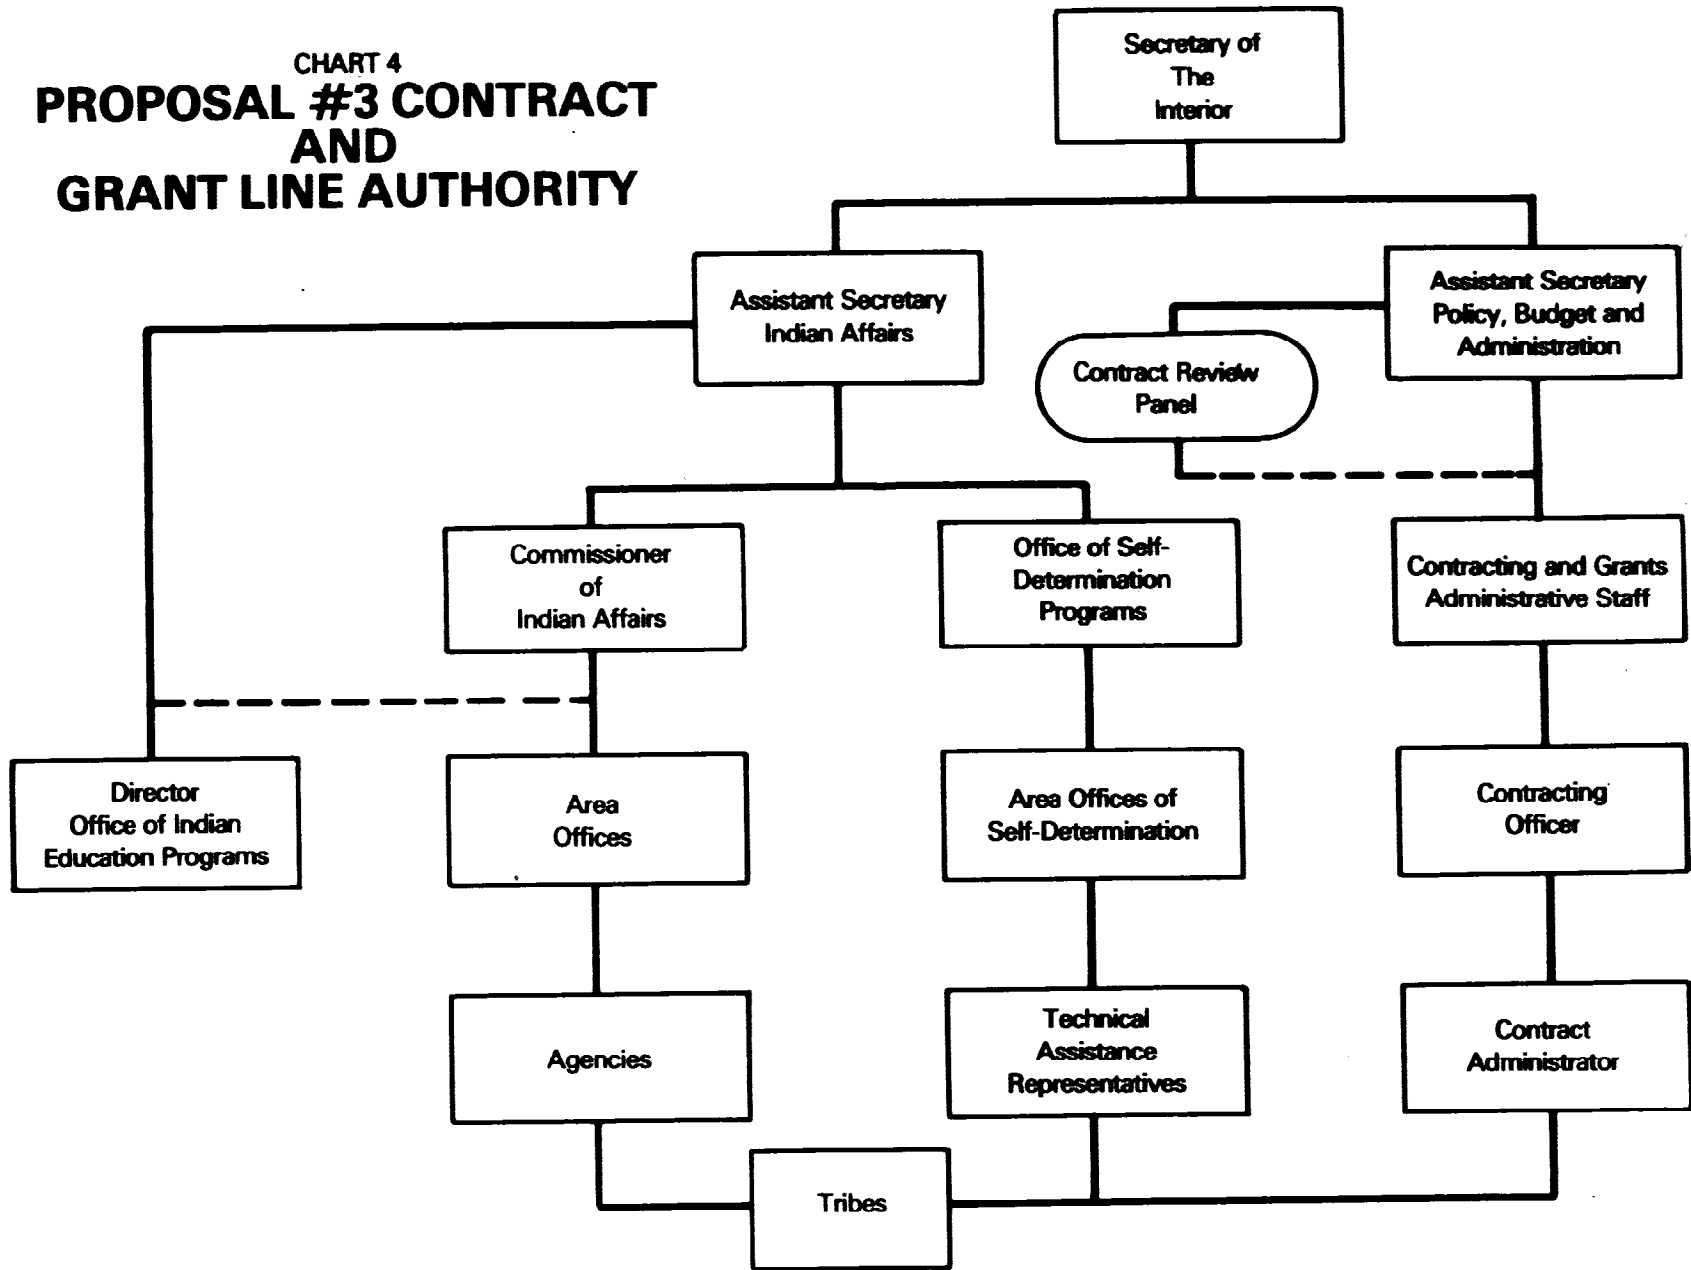 CHART 4
PROPOSAL #3 CONTRACT
AND
GRANT LINE AUTHORITY
Secretary of
The
Interior
Assistant Secretary
Indian Affairs
Assistant Secretary
Policy, Budget and
Administration
Contract Review
Panel
Commissioner
of
Indian Affairs
Office of Self-
Determination
Programs
Contracting and Grants
Administrative Staff
Director
Office of Indian
Education Programs
Area
Offices
Area Offices of
Self-Determination
Contracting
Officer
Agencies
Technical
Assistance
Representatives
Contract
Administrator
Tribes